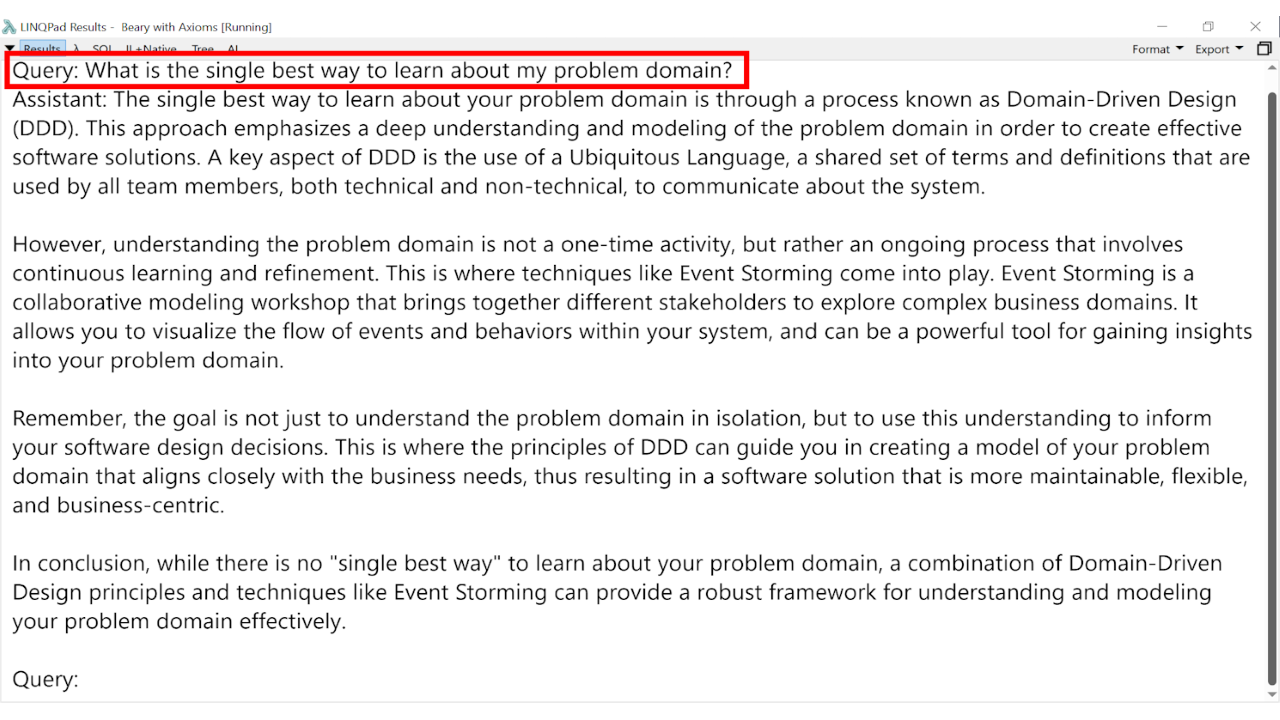 LINQPad Results - Beary with Axioms [Running]
Results λ SQL IL+Native Tree AI
Format Export
Query: What is the single best way to learn about my problem domain?
Assistant: The single best way to learn about your problem domain is through a process known as Domain-Driven Design
(DDD). This approach emphasizes a deep understanding and modeling of the problem domain in order to create effective
software solutions. A key aspect of DDD is the use of a Ubiquitous Language, a shared set of terms and definitions that are
used by all team members, both technical and non-technical, to communicate about the system.
However, understanding the problem domain is not a one-time activity, but rather an ongoing process that involves
continuous learning and refinement. This is where techniques like Event Storming come into play. Event Storming is a
collaborative modeling workshop that brings together different stakeholders to explore complex business domains. It
allows you to visualize the flow of events and behaviors within your system, and can be a powerful tool for gaining insights
into your problem domain.
Remember, the goal is not just to understand the problem domain in isolation, but to use this understanding to inform
your software design decisions. This is where the principles of DDD can guide you in creating a model of your problem
domain that aligns closely with the business needs, thus resulting in a software solution that is more maintainable, flexible,
and business-centric.
In conclusion, while there is no "single best way" to learn about your problem domain, a combination of Domain-Driven
Design principles and techniques like Event Storming can provide a robust framework for understanding and modeling
your problem domain effectively.
Query: